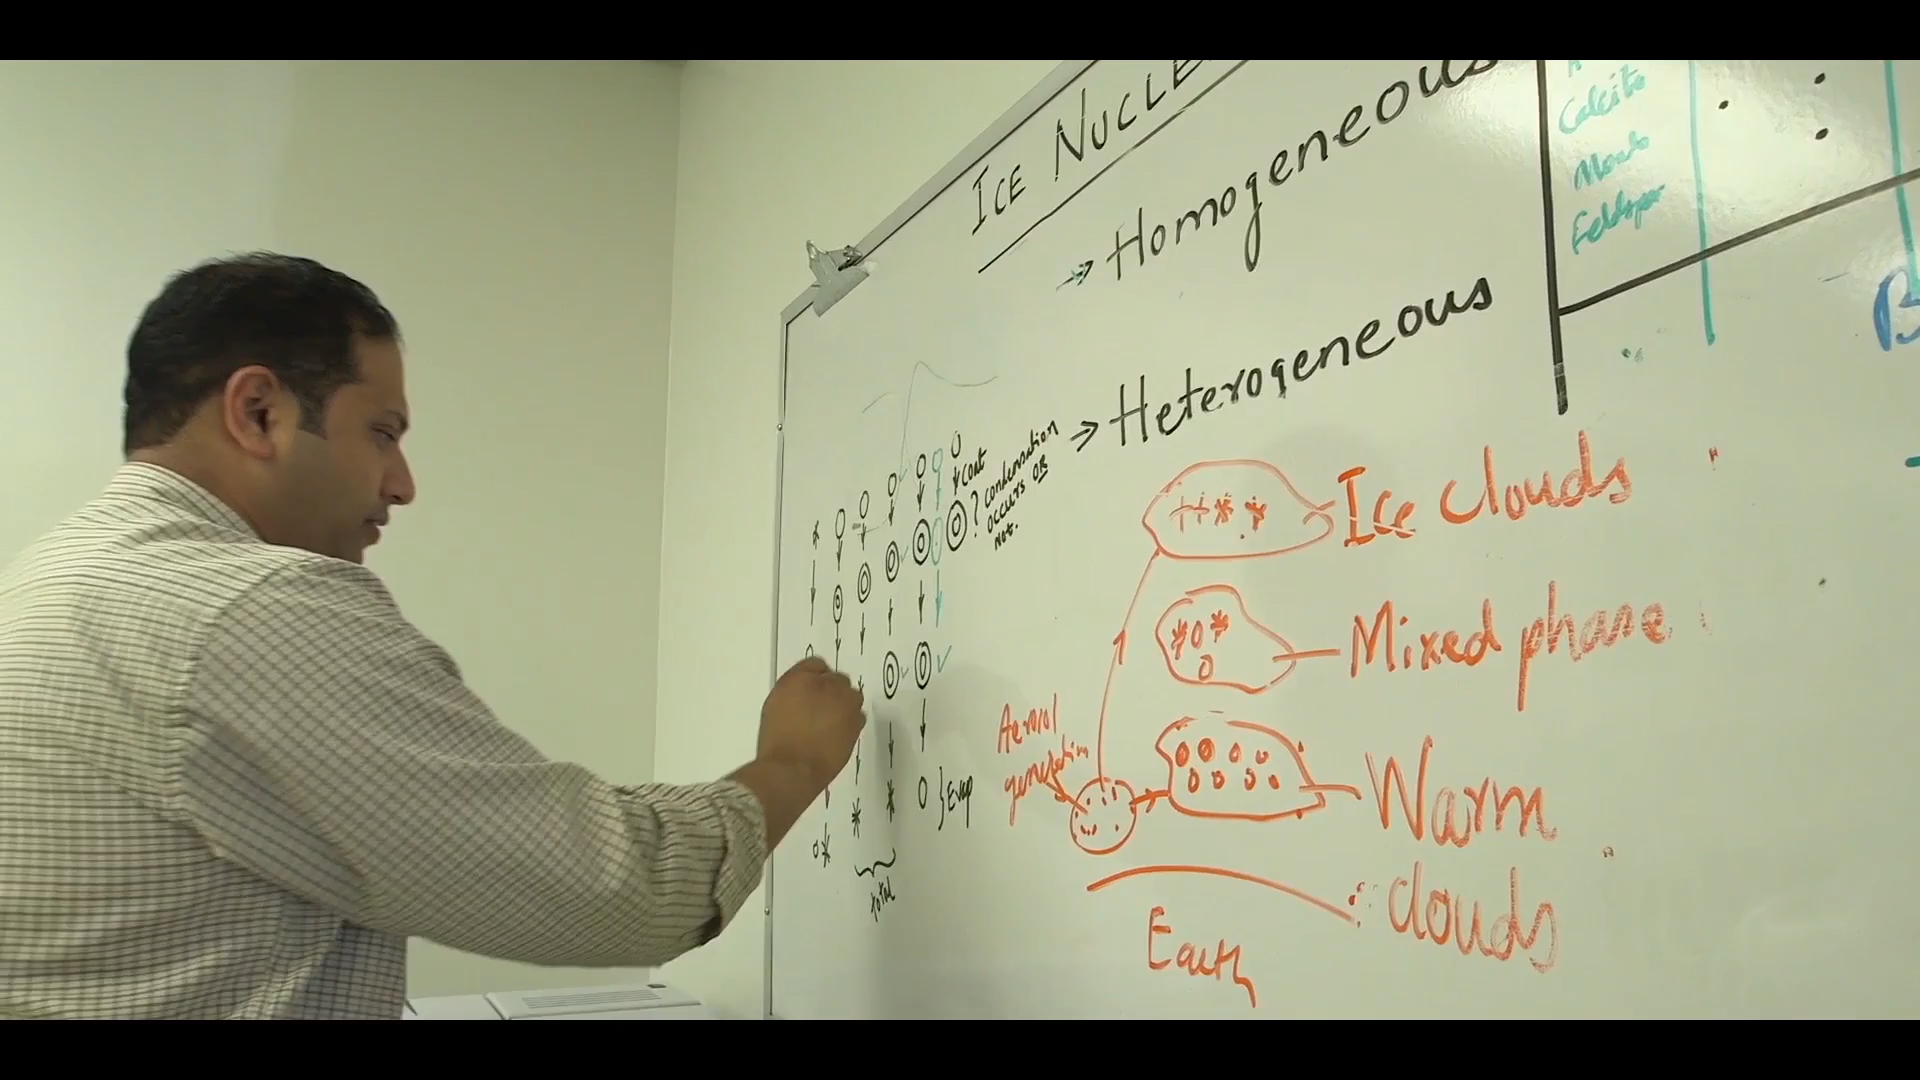 ICE NUCLE
→ Homogeneous
⇒ Heterogeneous
Calcite
Feldspar
B
Coat
? Condensation
occurs OR
Not.
} Evap
total
Ice Clouds
Mixed phase
Aerosol
generation
Warm
Clouds
Earth